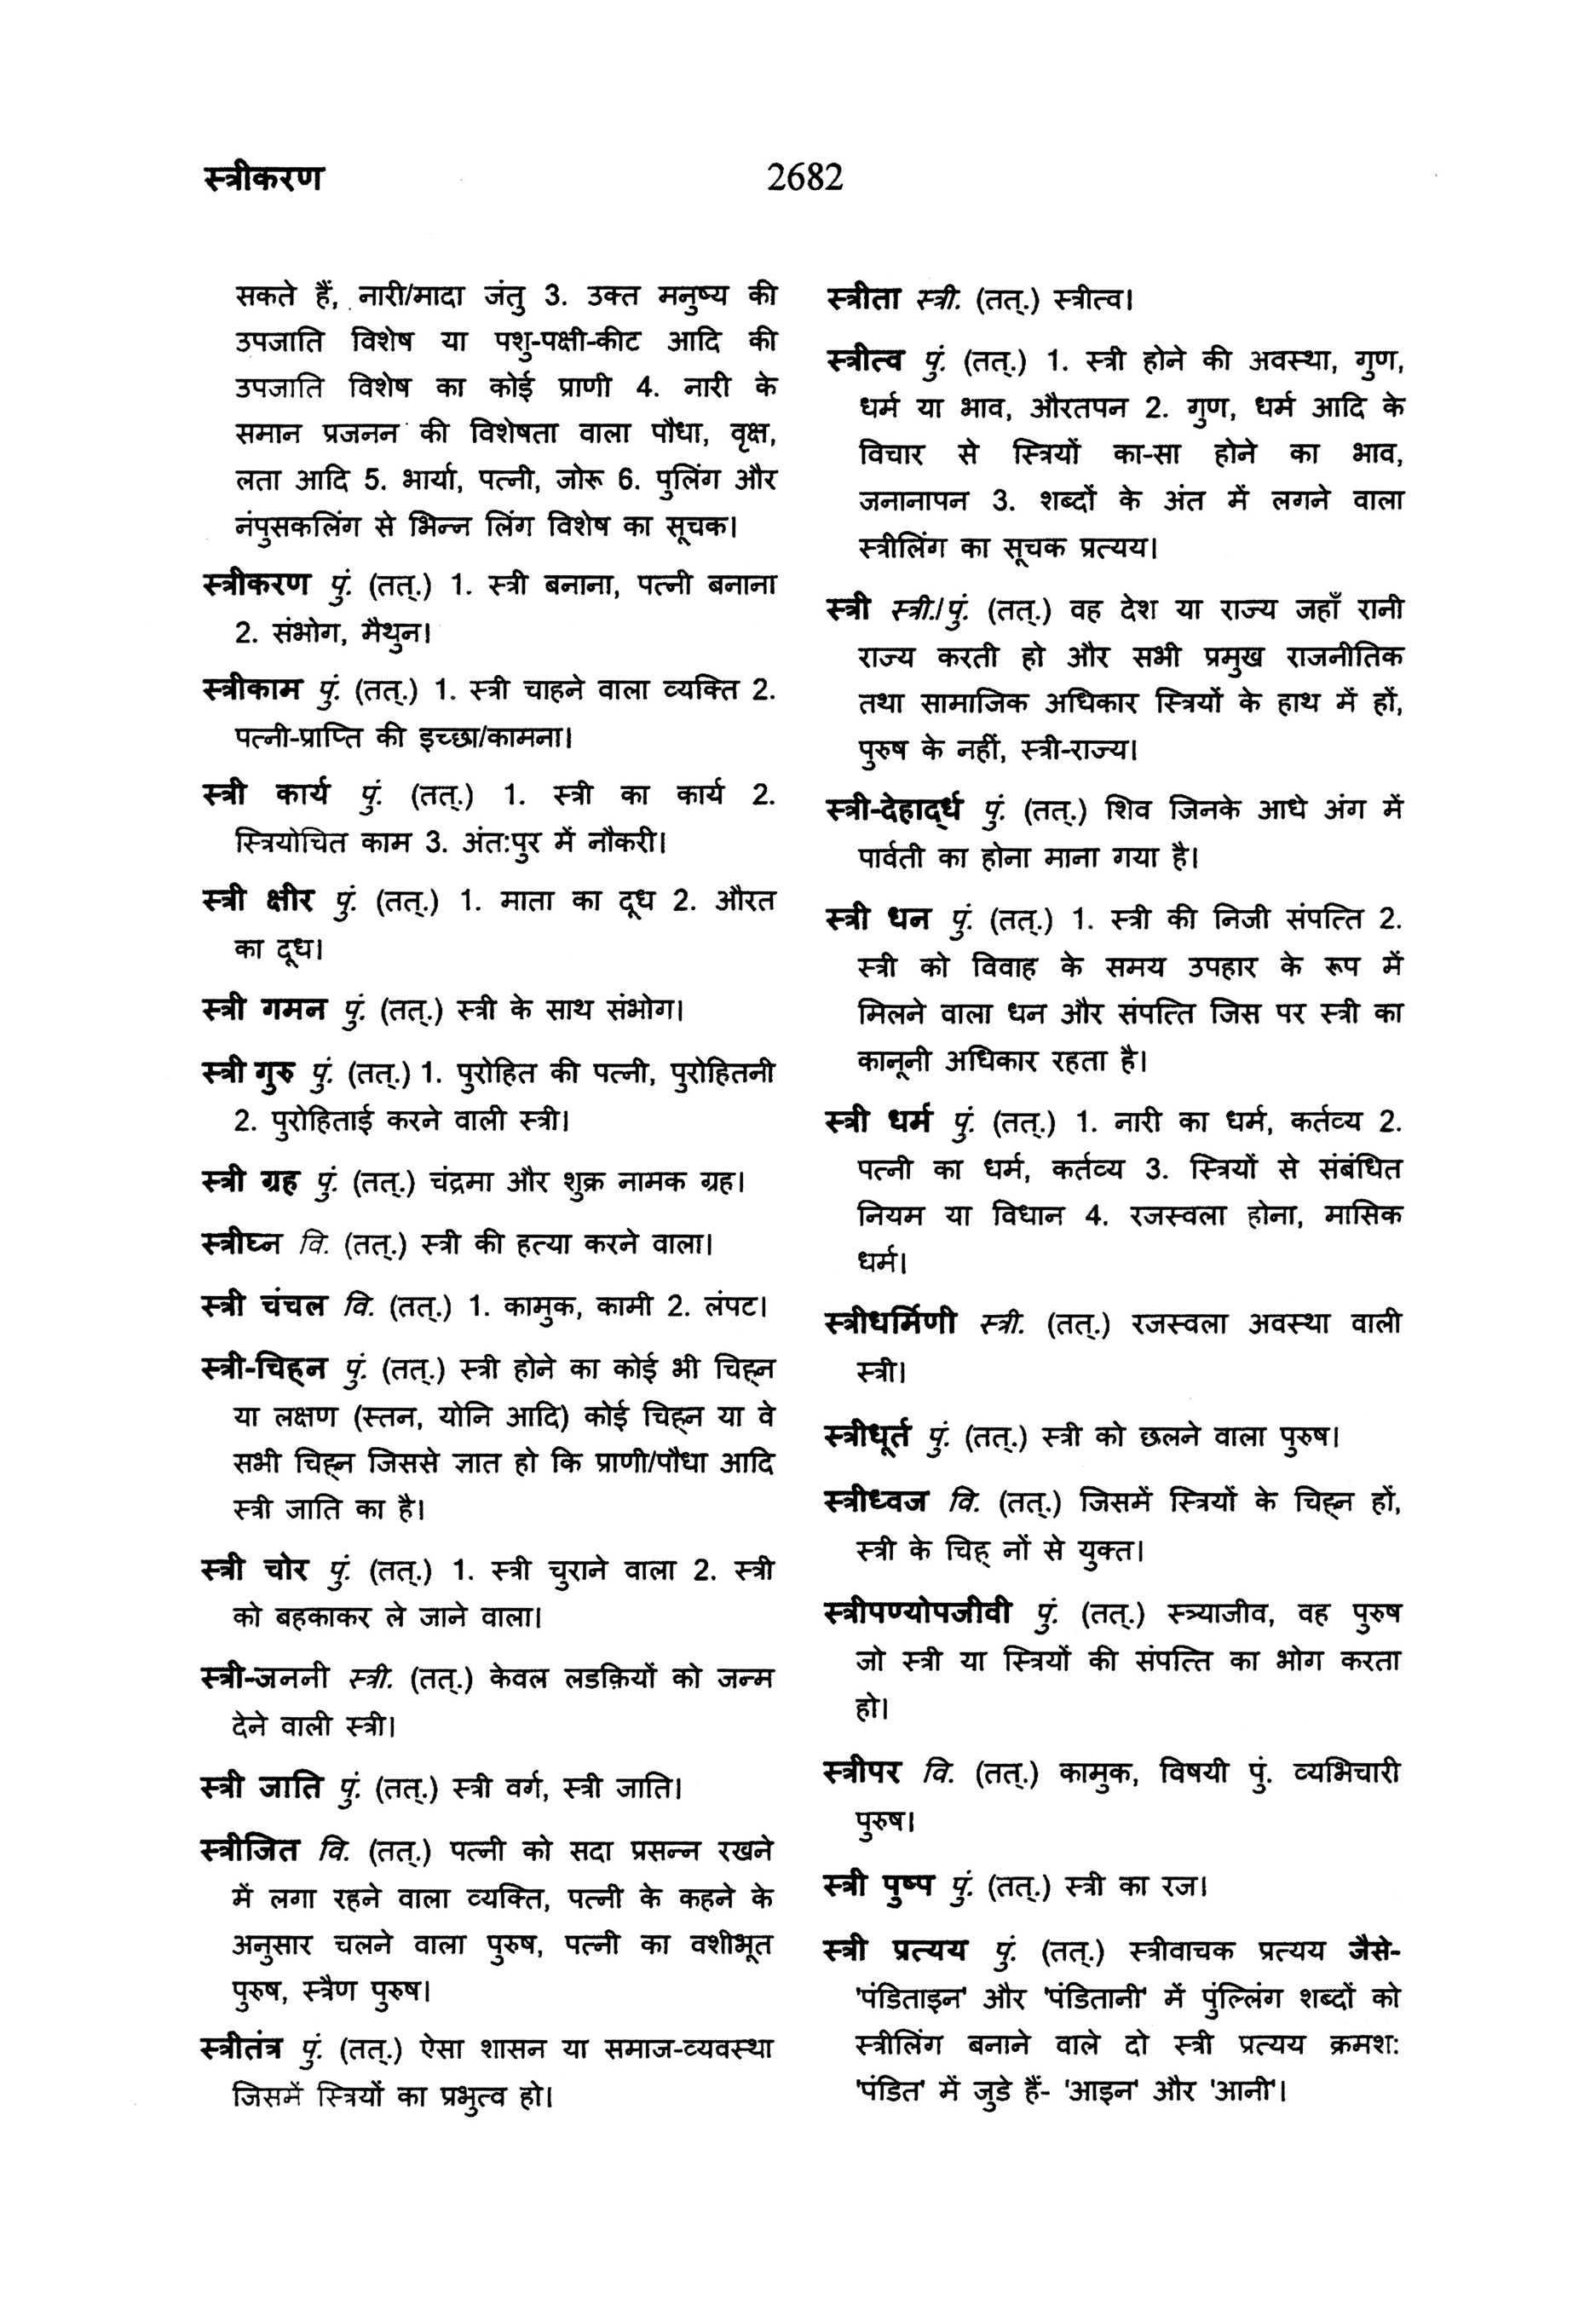 स्त्रीकरण
2682
सकते हैं, नारी/मादा जंतु 3. उक्त मनुष्य की
उपजाति विशेष या पशु-पक्षी-कीट आदि की
उपजाति विशेष का कोई प्राणी 4. नारी के
समान प्रजनन की विशेषता वाला पौधा, वृक्ष,
लता आदि 5. भार्या, पत्नी, जोरू 6. पुलिंग और
नंपुसकलिंग से भिन्न लिंग विशेष का सूचक।
स्त्रीकरण पुं. (तत्.) 1. स्त्री बनाना, पत्नी बनाना
2. संभोग, मैथुन।
स्त्रीकाम पुं. (तत्.) 1. स्त्री चाहने वाला व्यक्ति 2.
पत्नी-प्राप्ति की इच्छा/कामना।
स्त्री कार्य पुं. (तत्.) 1. स्त्री का कार्य 2.
स्त्रियोचित काम 3. अंत:पुर में नौकरी।
स्त्री क्षीर पुं. (तत्.) 1. माता का दूध 2. औरत
का दूध।
स्त्री गमन पुं. (तत्.) स्त्री के साथ संभोग।
स्त्री गुरु पुं. (तत्.) 1. पुरोहित की पत्नी, पुरोहितनी
2. पुरोहिताई करने वाली स्त्री।
स्त्री ग्रह पुं. (तत्.) चंद्रमा और शुक्र नामक ग्रह।
स्त्रीघ्न वि. (तत्.) स्त्री की हत्या करने वाला।
स्त्री चंचल वि. (तत्.) 1. कामुक, कामी 2. लंपट।
स्त्री-चिह्न पुं. (तत्.) स्त्री होने का कोई भी चिह्न
या लक्षण (स्तन, योनि आदि) कोई चिह्न या वे
सभी चिह्न जिससे ज्ञात हो कि प्राणी/पौधा आदि
स्त्री जाति का है।
स्त्री चोर पुं. (तत्.) 1. स्त्री चुराने वाला 2. स्त्री
को बहकाकर ले जाने वाला।
स्त्री-जननी स्त्री. (तत्.) केवल लडक़ियों को जन्म
देने वाली स्त्री।
स्त्री जाति पुं. (तत्.) स्त्री वर्ग, स्त्री जाति।
स्त्रीजित वि. (तत्.) पत्नी को सदा प्रसन्न रखने
में लगा रहने वाला व्यक्ति, पत्नी के कहने के
अनुसार चलने वाला पुरुष, पत्नी का वशीभूत
पुरुष, स्त्रैण पुरुष।
स्त्रीतंत्र पुं. (तत्.) ऐसा शासन या समाज-व्यवस्था
जिसमें स्त्रियों का प्रभुत्व हो।
स्त्रीता स्त्री. (तत्.) स्त्रीत्व।
स्त्रीत्व पुं. (तत्.) 1. स्त्री होने की अवस्था, गुण,
धर्म या भाव, औरतपन 2. गुण, धर्म आदि के
विचार से स्त्रियों का-सा होने का भाव,
जनानापन 3. शब्दों के अंत में लगने वाला
स्त्रीलिंग का सूचक प्रत्यय।
स्त्री स्त्री./पुं. (तत्.) वह देश या राज्य जहाँ रानी
राज्य करती हो और सभी प्रमुख राजनीतिक
तथा सामाजिक अधिकार स्त्रियों के हाथ में हों,
पुरुष के नहीं, स्त्री-राज्य।
स्त्री-देहाद्र्ध पुं. (तत्.) शिव जिनके आधे अंग में
पार्वती का होना माना गया है।
स्त्री धन पुं. (तत्.) 1. स्त्री की निजी संपत्ति 2.
स्त्री को विवाह के समय उपहार के रूप में
मिलने वाला धन और संपत्ति जिस पर स्त्री का
कानूनी अधिकार रहता है।
स्त्री धर्म पुं. (तत्.) 1. नारी का धर्म, कर्तव्य 2.
पत्नी का धर्म, कर्तव्य 3. स्त्रियों से संबंधित
नियम या विधान 4. रजस्वला होना, मासिक
धर्म।
स्त्रीधर्मिणी स्त्री. (तत्.) रजस्वला अवस्था वाली
स्त्री।
स्त्रीधूर्त पुं. (तत्.) स्त्री को छलने वाला पुरुष।
स्त्रीध्वज वि. (तत्.) जिसमें स्त्रियों के चिह्न हों,
स्त्री के चिह् नों से युक्त।
स्त्रीपण्योपजीवी पुं. (तत्.) स्त्र्याजीव, वह पुरुष
जो स्त्री या स्त्रियों की संपत्ति का भोग करता
हो।
स्त्रीपर वि. (तत्.) कामुक, विषयी पुं. व्यभिचारी
पुरुष।
स्त्री पुष्प पुं. (तत्.) स्त्री का रज।
स्त्री प्रत्यय पुं. (तत्.) स्त्रीवाचक प्रत्यय जैसे-
'पंडिताइन' और 'पंडितानी' में पुंल्लिंग शब्दों को
स्त्रीलिंग बनाने वाले दो स्त्री प्रत्यय क्रमश:
'पंडित' में जुडे हैं- 'आइन' और 'आनी'।